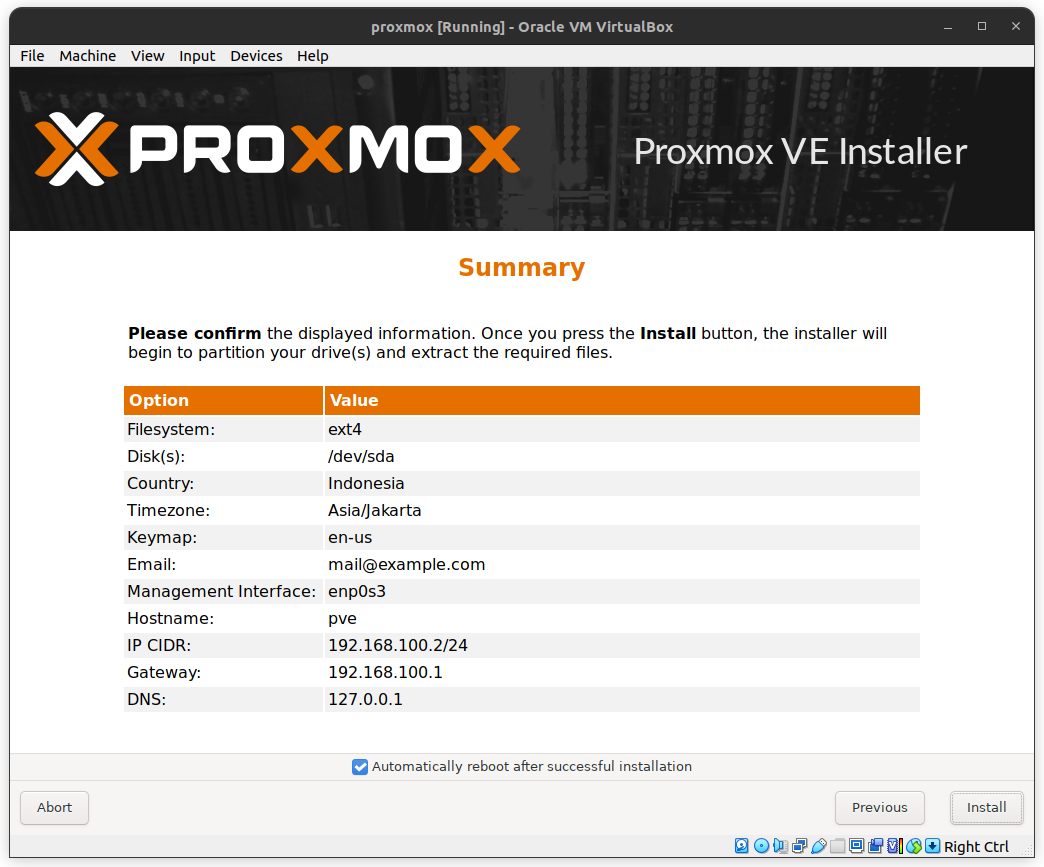 proxmox [Running] - Oracle VM VirtualBox
File Machine View Input Devices Help
PROXMOX
Proxmox VE Installer
Summary
Please confirm the displayed information. Once you press the Install button, the installer will
begin to partition your drive(s) and extract the required files.
Option Value
Filesystem: ext4
Disk(s): /dev/sda
Country: Indonesia
Timezone: Asia/Jakarta
Keymap: en-us
Email: mail@example.com
Management Interface: enp0s3
Hostname: pve
IP CIDR: 192.168.100.2/24
Gateway: 192.168.100.1
DNS: 127.0.0.1
Automatically reboot after successful installation
Abort Previous Install
Right Ctrl